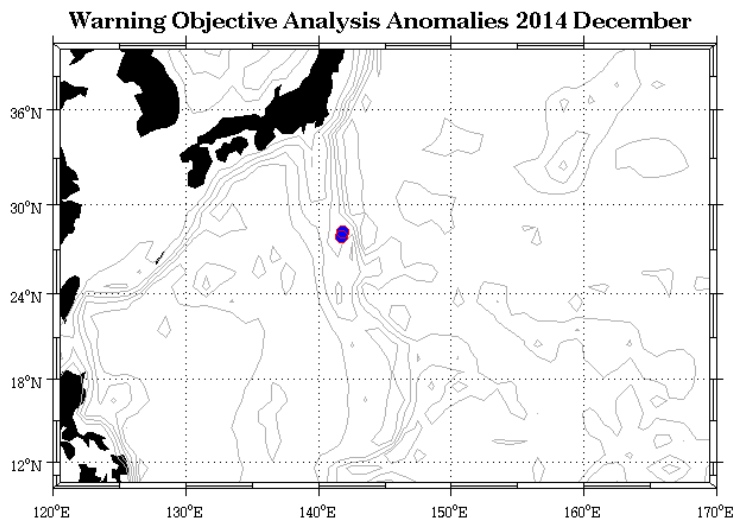 Warning Objective Analysis Anomalies 2014 December
36°N
30°N
24°N
18°N
12°N
120°E 130°E 140°E 150°E 160°E 170°E